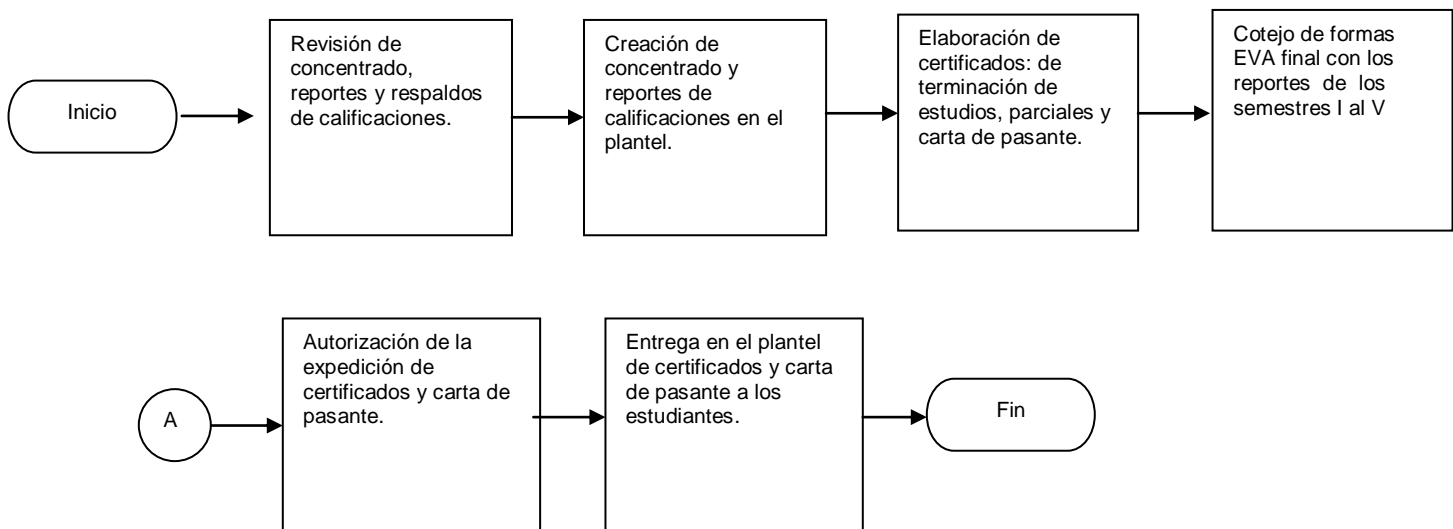 Inicio
Revisión de
concentrado,
reportes y respaldos
de calificaciones.
Creación de
concentrado y
reportes de
calificaciones en el
plantel.
Elaboración de
certificados: de
terminación de
estudios, parciales y
carta de pasante.
Cotejo de formas
EVA final con los
reportes de los
semestres I al V
A
Autorización de la
expedición de
certificados y carta de
pasante.
Entrega en el plantel
de certificados y carta
de pasante a los
estudiantes.
Fin